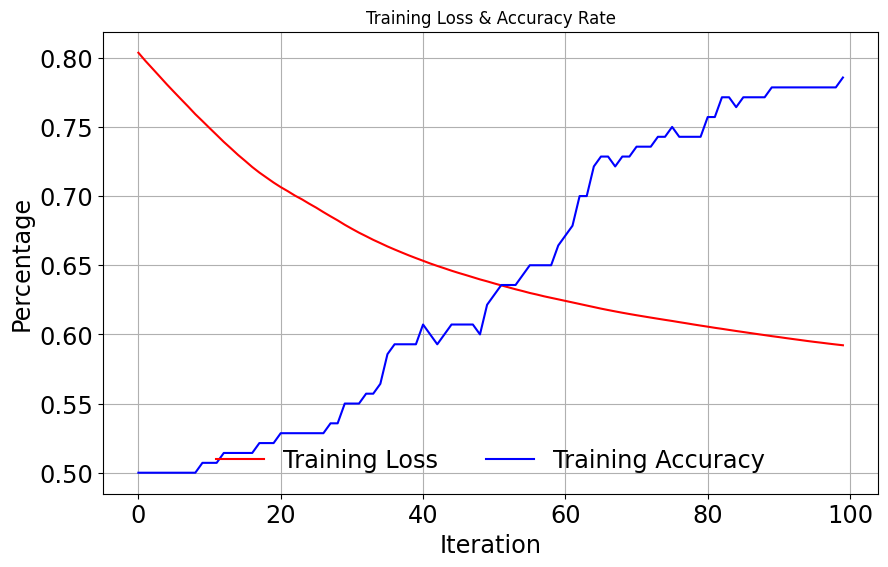 Training Loss & Accuracy Rate
0.80
0.75
0.70
0.65
0.60
0.55
0.50
Percentage
Training Loss
Training Accuracy
0 20 40 60 80 100
Iteration